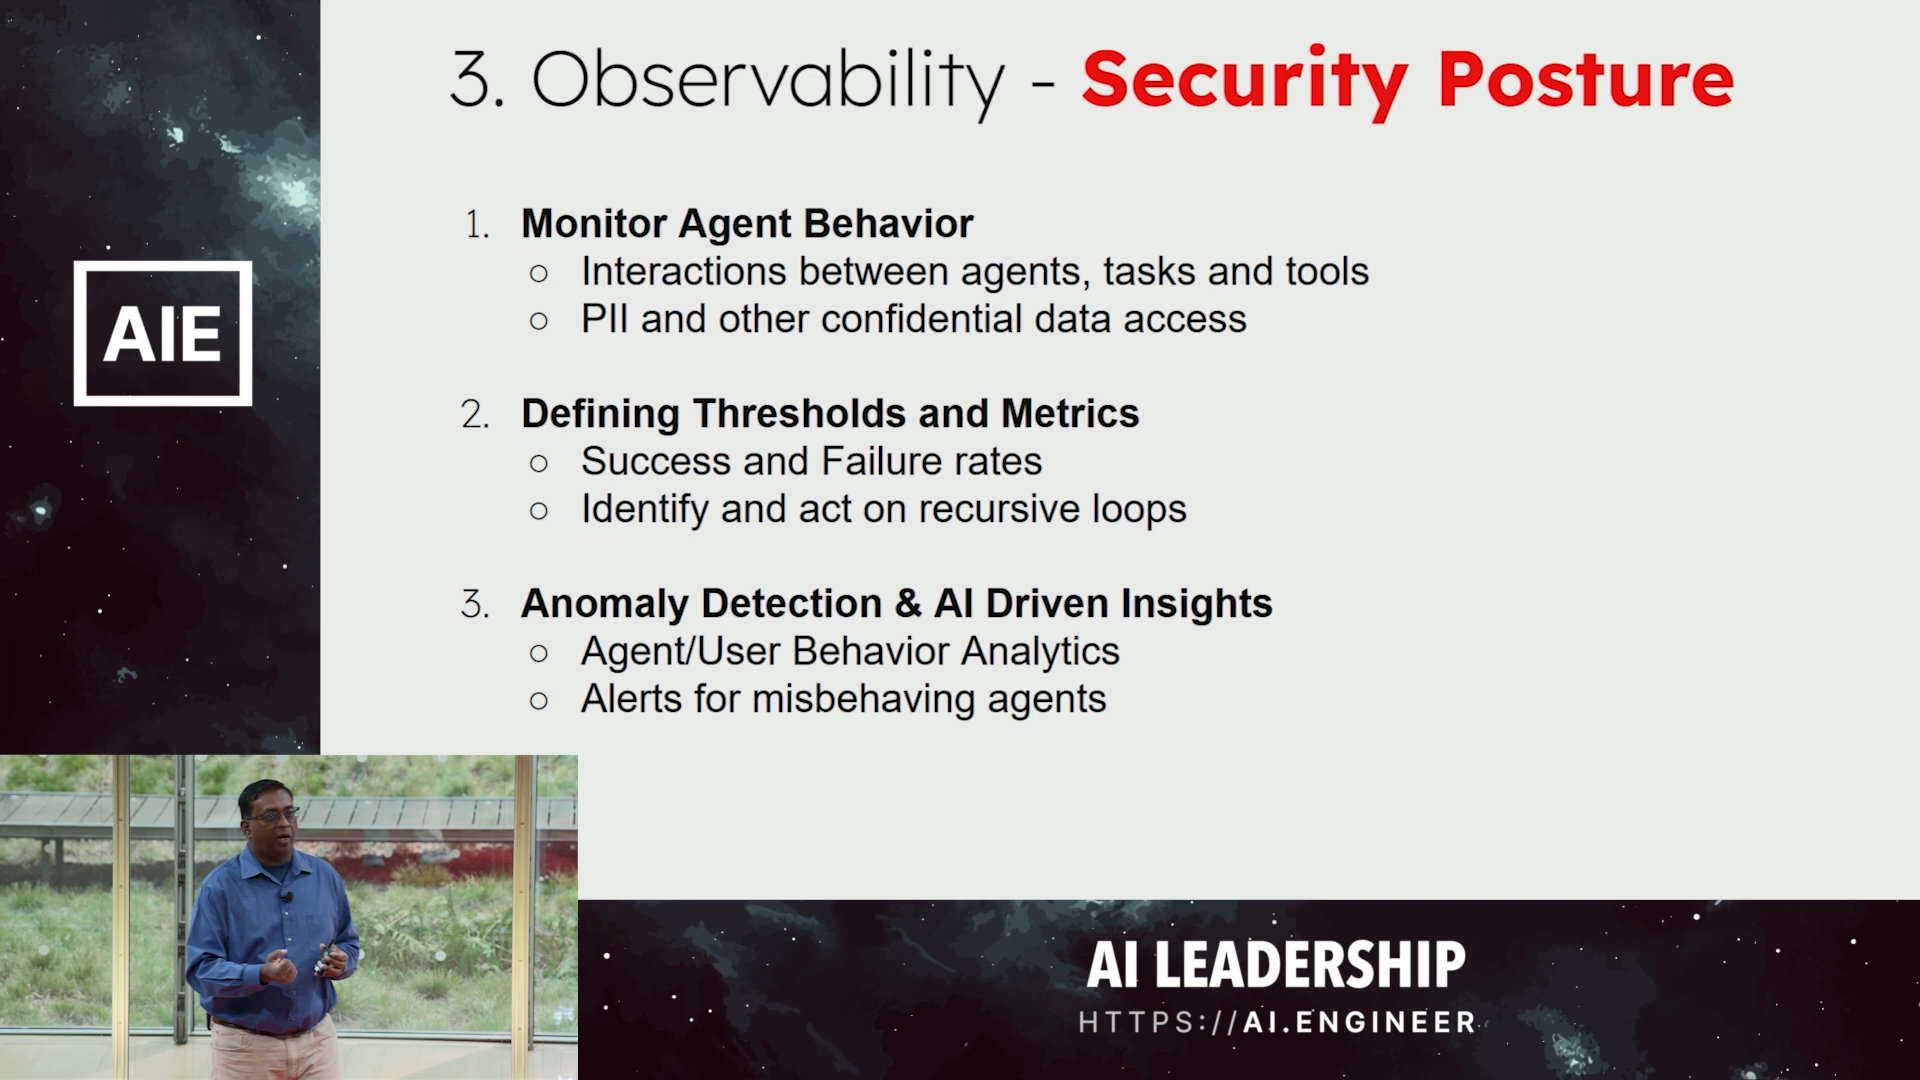 3. Observability - Security Posture
AIE
1. Monitor Agent Behavior
○ Interactions between agents, tasks and tools
○ PII and other confidential data access
2. Defining Thresholds and Metrics
○ Success and Failure rates
○ Identify and act on recursive loops
3. Anomaly Detection & AI Driven Insights
○ Agent/User Behavior Analytics
○ Alerts for misbehaving agents
AI LEADERSHIP
HTTPS://AI.ENGINEER